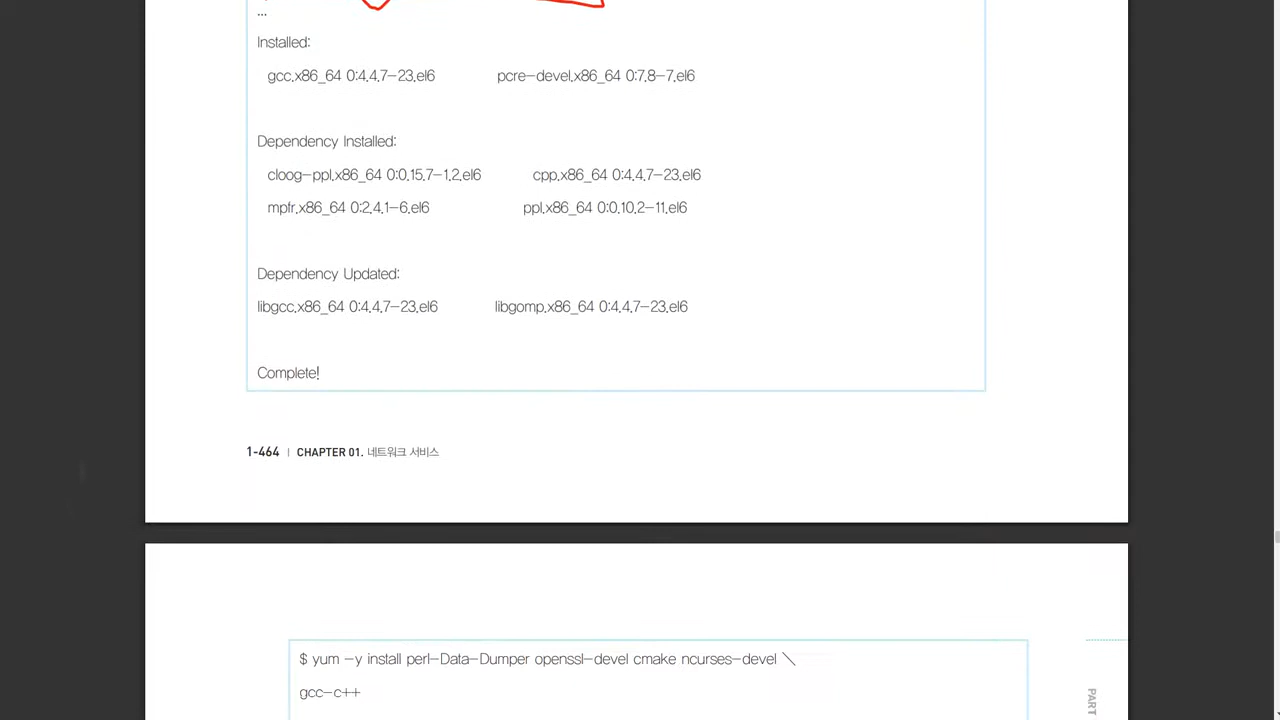 ...
Installed:
gcc.x86_64 0:4.4.7-23.el6 pcre-devel.x86_64 0:7.8-7.el6
Dependency Installed:
cloog-ppl.x86_64 0:0.15.7-1.2.el6 cpp.x86_64 0:4.4.7-23.el6
mpfr.x86_64 0:2.4.1-6.el6 ppl.x86_64 0:0.10.2-11.el6
Dependency Updated:
libgcc.x86_64 0:4.4.7-23.el6 libgomp.x86_64 0:4.4.7-23.el6
Complete!
1-464 | CHAPTER 01. 네트워크 서비스
$ yum -y install perl-Data-Dumper openssl-devel cmake ncurses-devel \
gcc-c++
PART